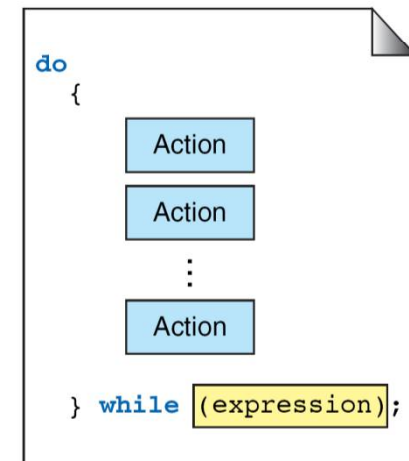 do
{
Action
Action
⋮
Action
} while (expression);